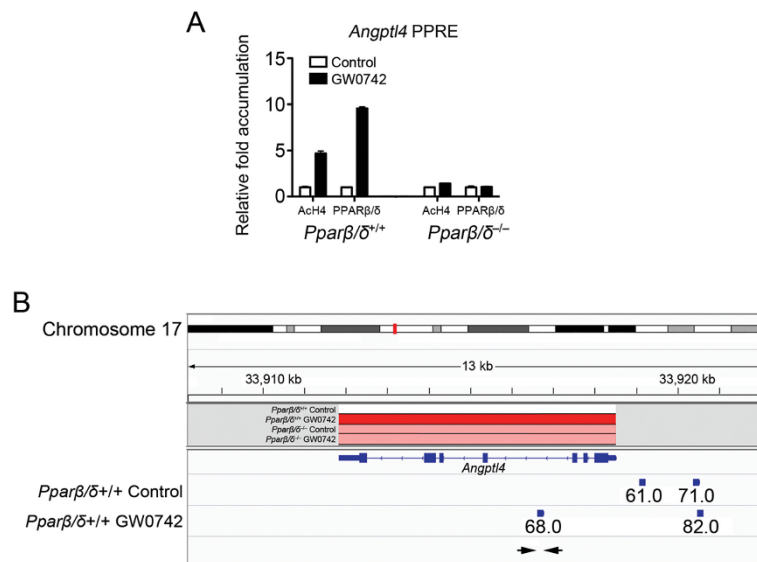 A
Angptl4 PPRE
Relative fold accumulation
15
10
5
0
Control
GW0742
AcH4 PPARβ/δ AcH4 PPARβ/δ
Pparβ/δ+/+ Pparβ/δ–/–
B
Chromosome 17
13 kb
33,910 kb 33,920 kb
Pparβ/δ+/+ Control
Pparβ/δ+/+ GW0742
Pparβ/δ-/- Control
Pparβ/δ-/- GW0742
Angptl4
Pparβ/δ+/+ Control 61.0 71.0
Pparβ/δ+/+ GW0742 68.0 82.0